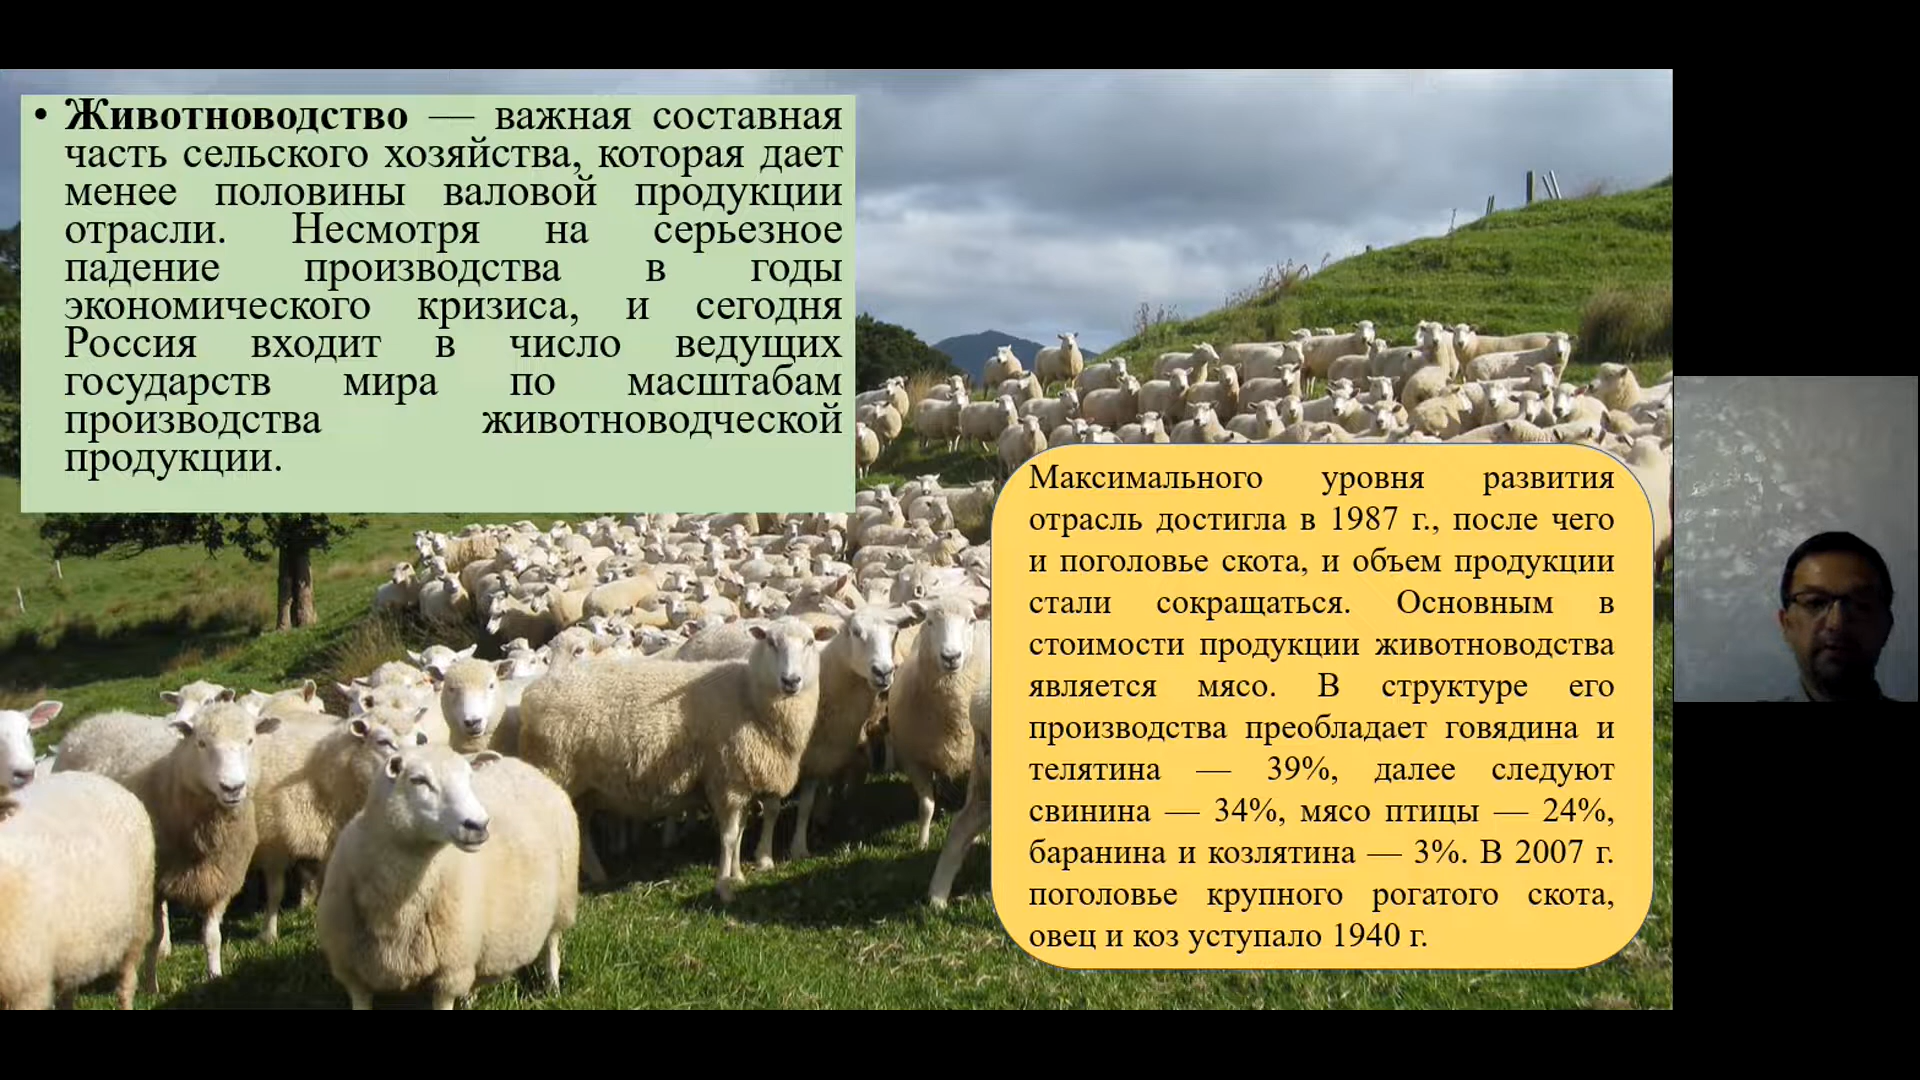 • Животноводство — важная составная
часть сельского хозяйства, которая дает
менее половины валовой продукции
отрасли. Несмотря на серьезное
падение производства в годы
экономического кризиса, и сегодня
Россия входит в число ведущих
государств мира по масштабам
производства животноводческой
продукции.
Максимального уровня развития
отрасль достигла в 1987 г., после чего
и поголовье скота, и объем продукции
стали сокращаться. Основным в
стоимости продукции животноводства
является мясо. В структуре его
производства преобладает говядина и
телятина — 39%, далее следуют
свинина — 34%, мясо птицы — 24%,
баранина и козлятина — 3%. В 2007 г.
поголовье крупного рогатого скота,
овец и коз уступало 1940 г.